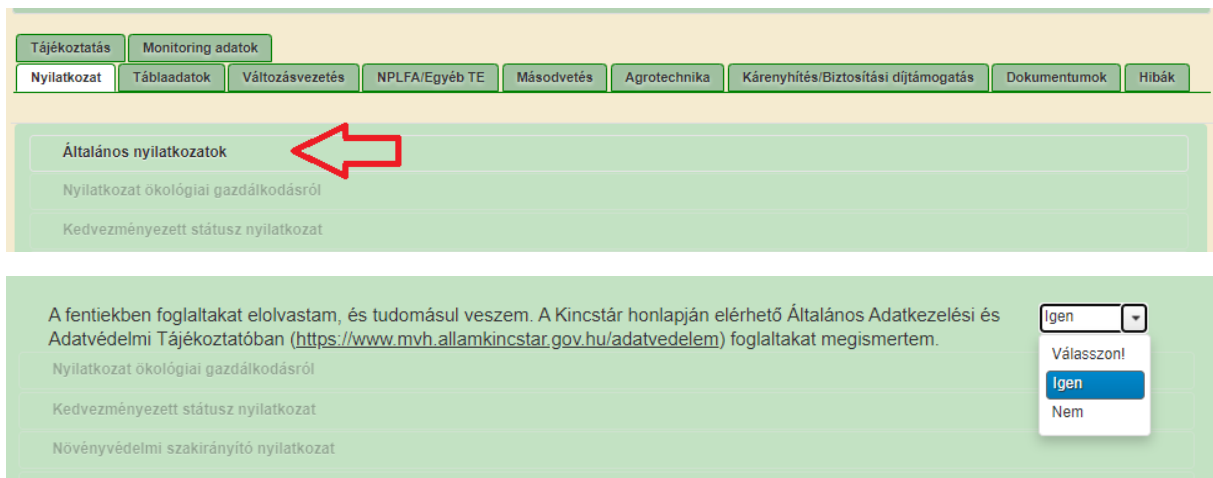 Tájékoztatás Monitoring adatok
Nyilatkozat Táblaadatok Változásvezetés NPLFA/Egyéb TE Másodvetés Agrotechnika Kárenyhítés/Biztosítási díjtámogatás Dokumentumok Hibák
Általános nyilatkozatok
Nyilatkozat ökológiai gazdálkodásról
Kedvezményezett státusz nyilatkozat
A fentiekben foglaltakat elolvastam, és tudomásul veszem. A Kincstár honlapján elérhető Általános Adatkezelési és
Adatvédelmi Tájékoztatóban (https://www.mvh.allamkincstar.gov.hu/adatvedelem) foglaltakat megismertem.
Igen
Válasszon!
Igen
Nem
Nyilatkozat ökológiai gazdálkodásról
Kedvezményezett státusz nyilatkozat
Növényvédelmi szakirányító nyilatkozat